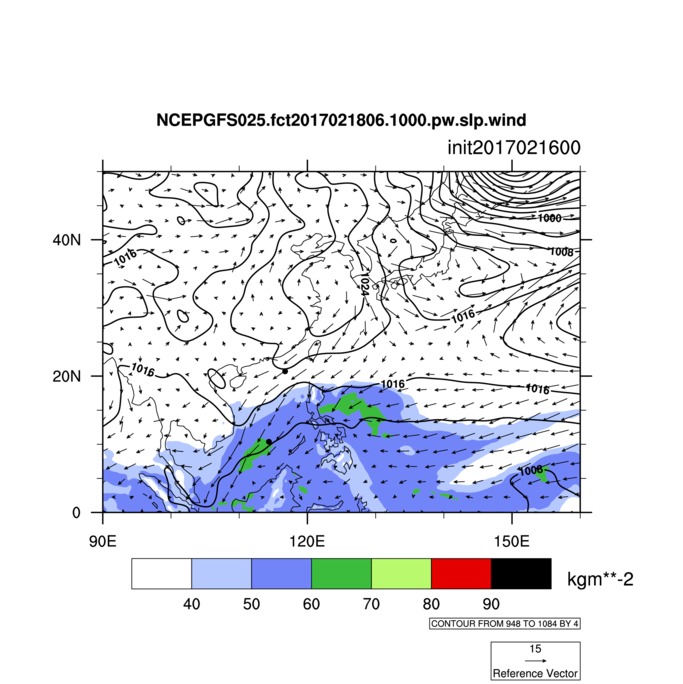 NCEPGFS025.fct2017021806.1000.pw.slp.wind
init2017021600
1000
40N
1008
1016
1024
1016
1016
1016
1016
20N
1008
0
90E 120E 150E
40 50 60 70 80 90
kgm**-2
CONTOUR FROM 948 TO 1084 BY 4
15
Reference Vector